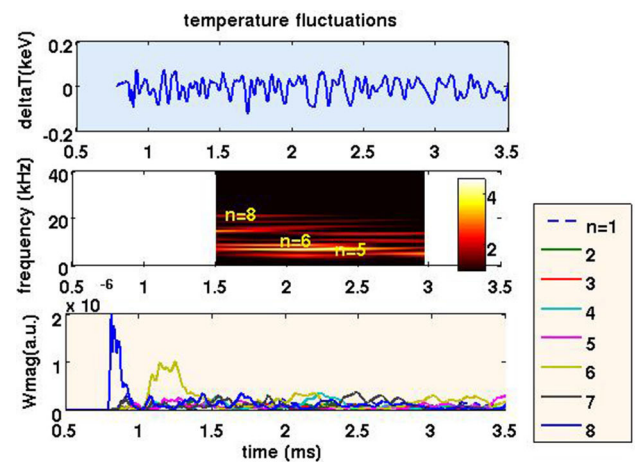 temperature fluctuations
deltaT(keV)
0.2
0
-0.2
0.5 1 1.5 2 2.5 3 3.5
frequency (kHz)
40
20
0
n=8
n=6
n=5
4
2
0.5 1 1.5 2 2.5 3 3.5
x 10 -6
Wmag(a.u.)
2
1
0
0.5 1 1.5 2 2.5 3 3.5
time (ms)
n=1
2
3
4
5
6
7
8